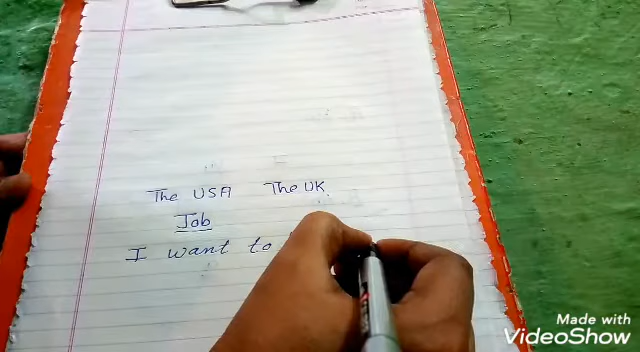 The USA The UK.
Job
I want to
Made with
VideoShow